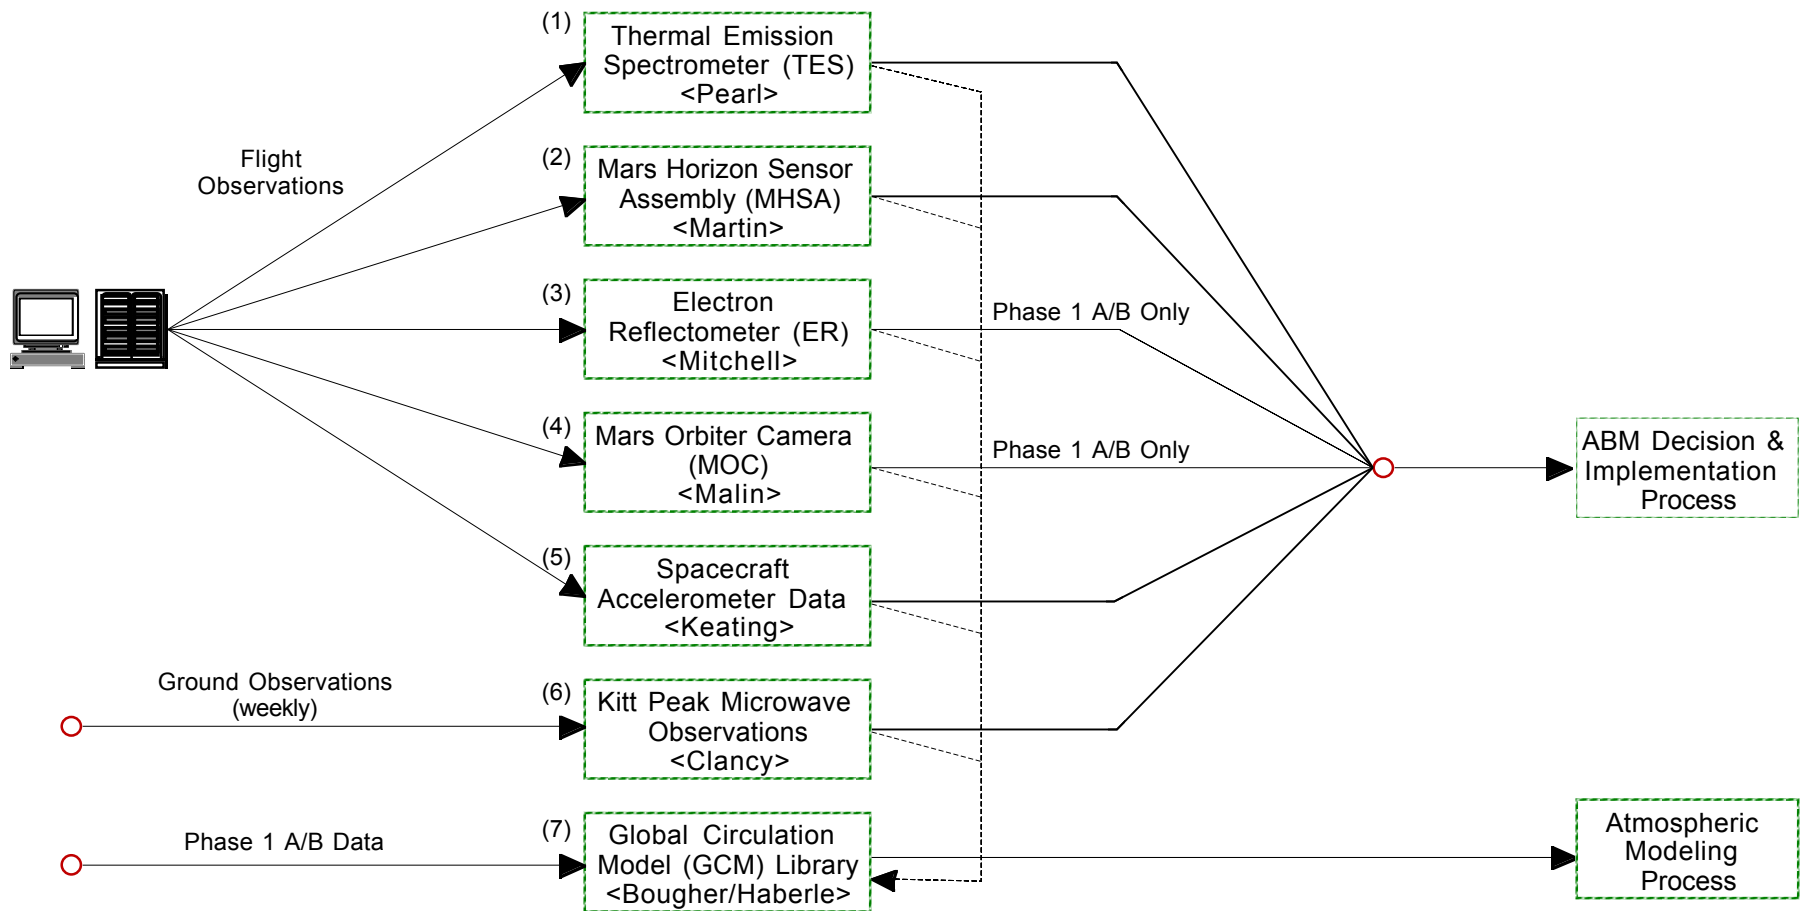 (1)
Thermal Emission
Spectrometer (TES)
<Pearl>
Flight
Observations
(2)
Mars Horizon Sensor
Assembly (MHSA)
<Martin>
(3)
Electron
Reflectometer (ER)
<Mitchell>
Phase 1 A/B Only
(4)
Mars Orbiter Camera
(MOC)
<Malin>
Phase 1 A/B Only
ABM Decision &
Implementation
Process
(5)
Spacecraft
Accelerometer Data
<Keating>
Ground Observations
(weekly)
(6)
Kitt Peak Microwave
Observations
<Clancy>
Phase 1 A/B Data
(7)
Global Circulation
Model (GCM) Library
<Bougher/Haberle>
Atmospheric
Modeling
Process